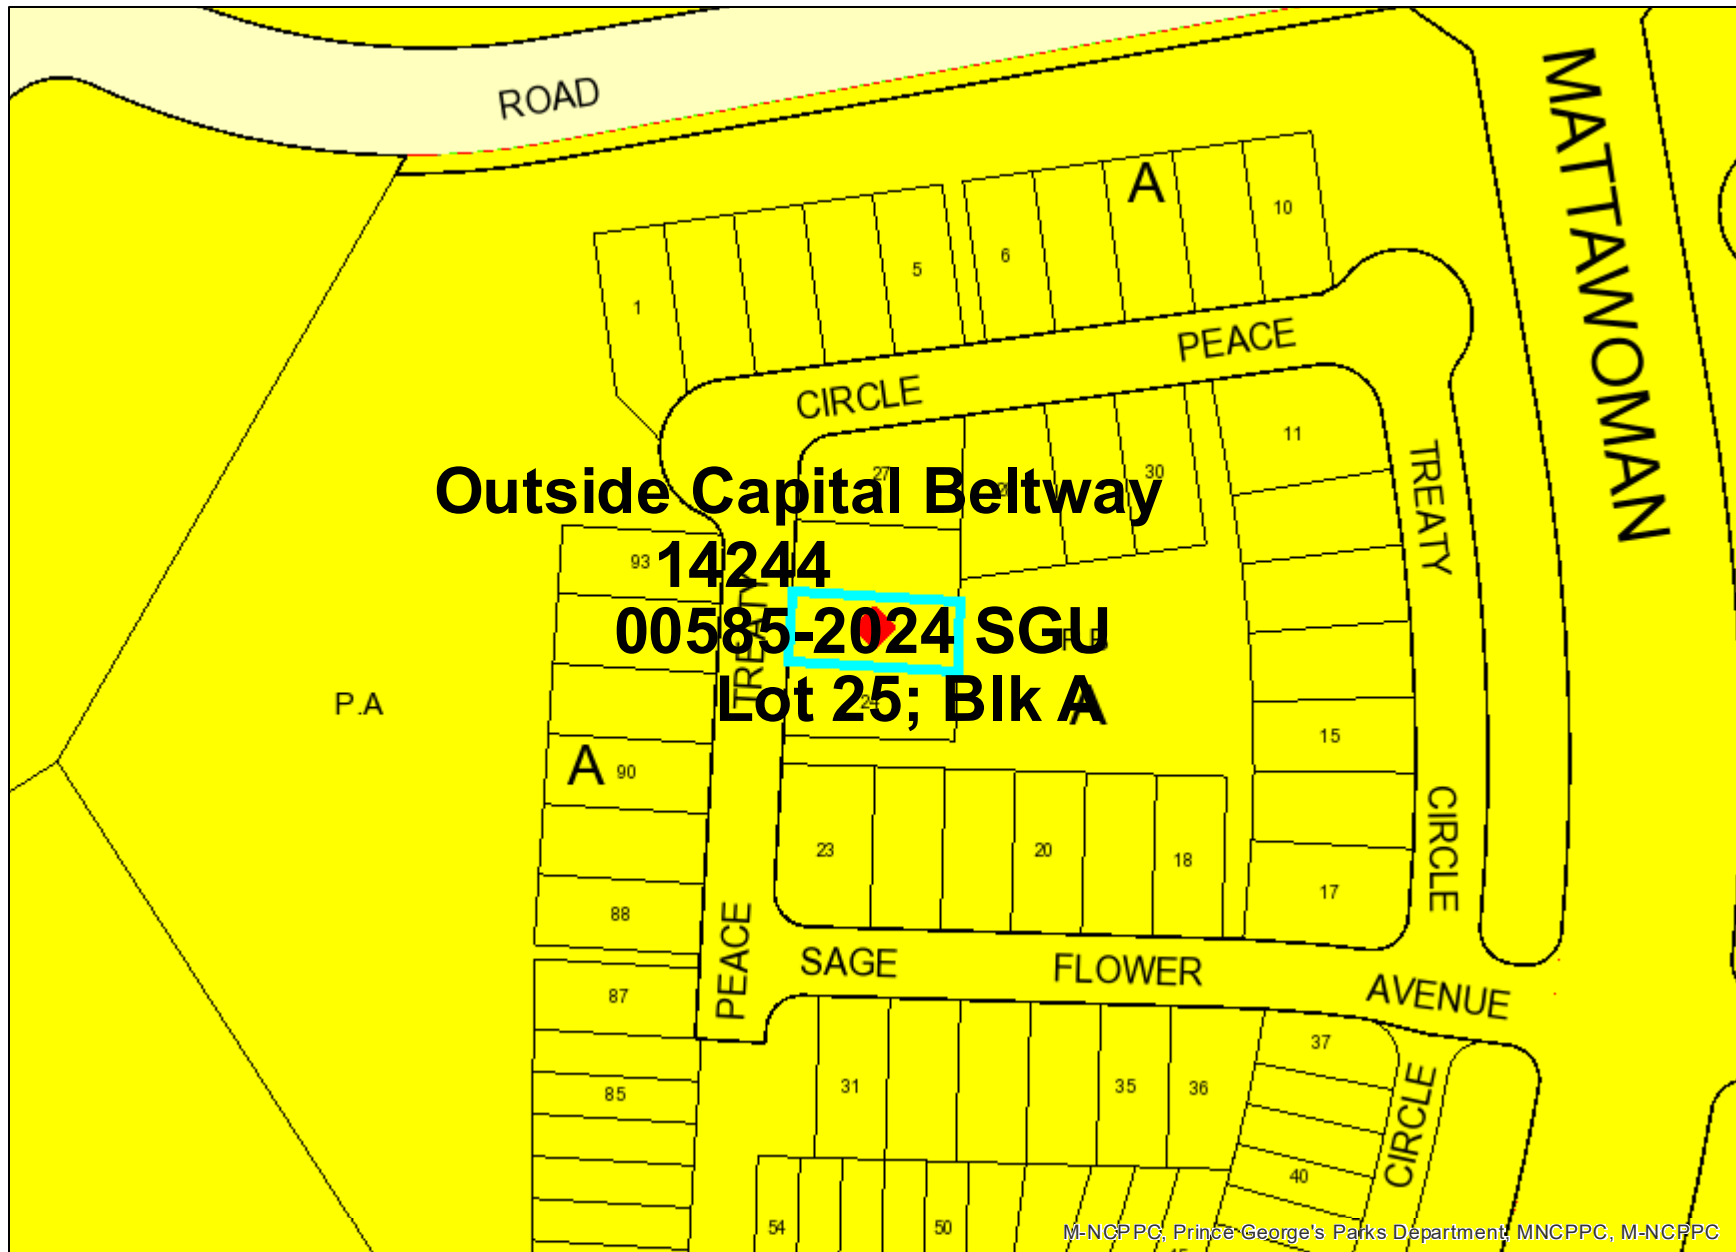 ROAD
MATTAWOMAN
A
10
6
5
1
PEACE
CIRCLE
11
TREATY
27
30
Outside Capital Beltway
93
14244
TREATY
00585-2024 SGU
24
Lot 25; Blk A
A
P.A
15
A
90
CIRCLE
23
20
18
17
88
PEACE
SAGE FLOWER AVENUE
87
37
CIRCLE
85
31
35
36
40
54
50
M-NCPPC, Prince George's Parks Department, MNCPPC, M-NCPPC